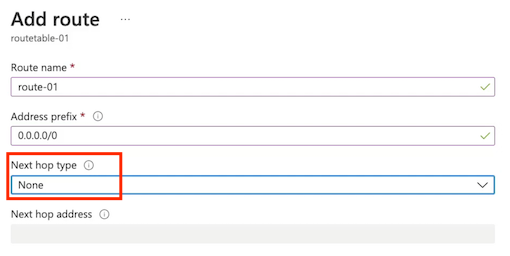 Add route ...
routetable-01
Route name *
route-01
Address prefix *
0.0.0.0/0
Next hop type
None
Next hop address